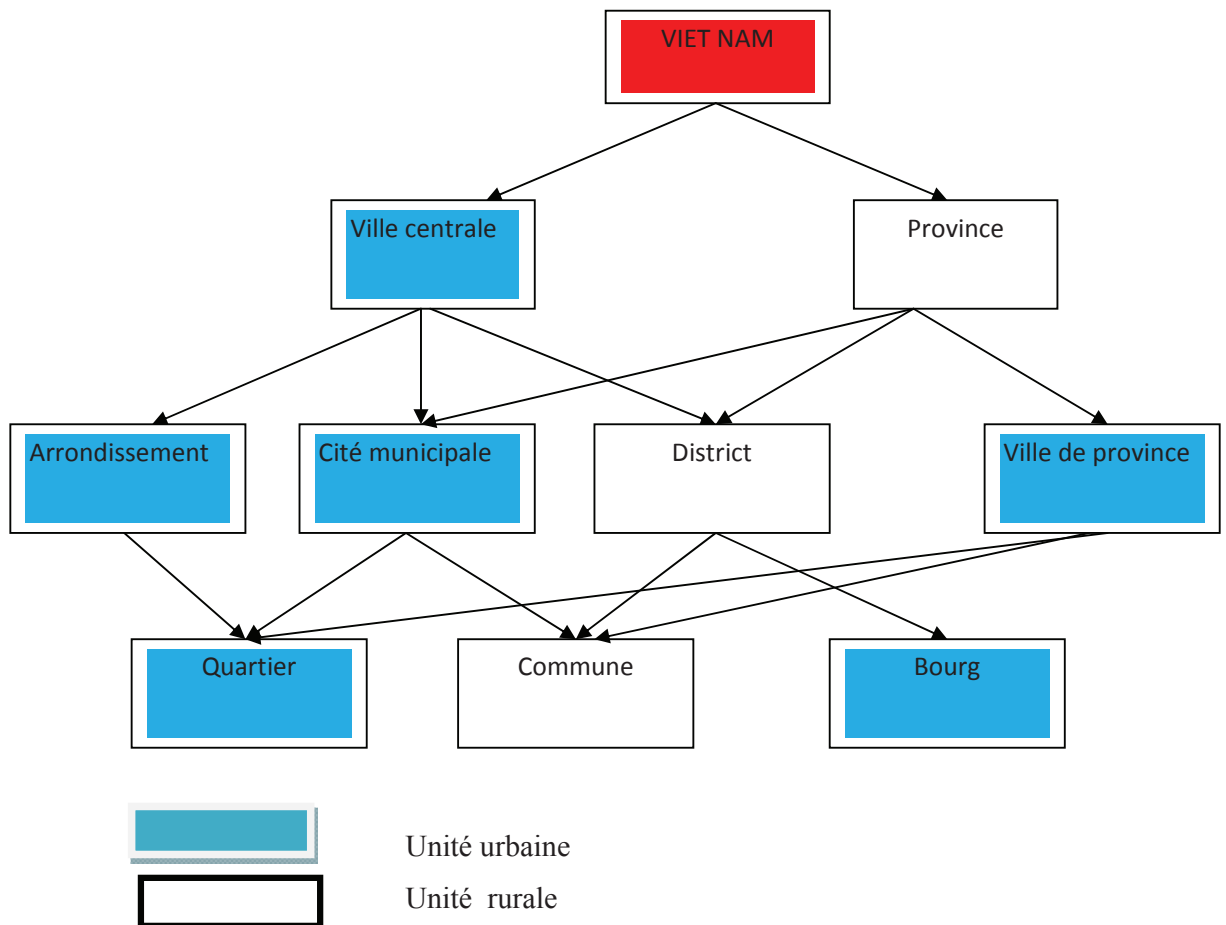 VIET NAM
Ville centrale
Province
Arrondissement
Cité municipale
District
Ville de province
Quartier
Commune
Bourg
Unité urbaine
Unité rurale